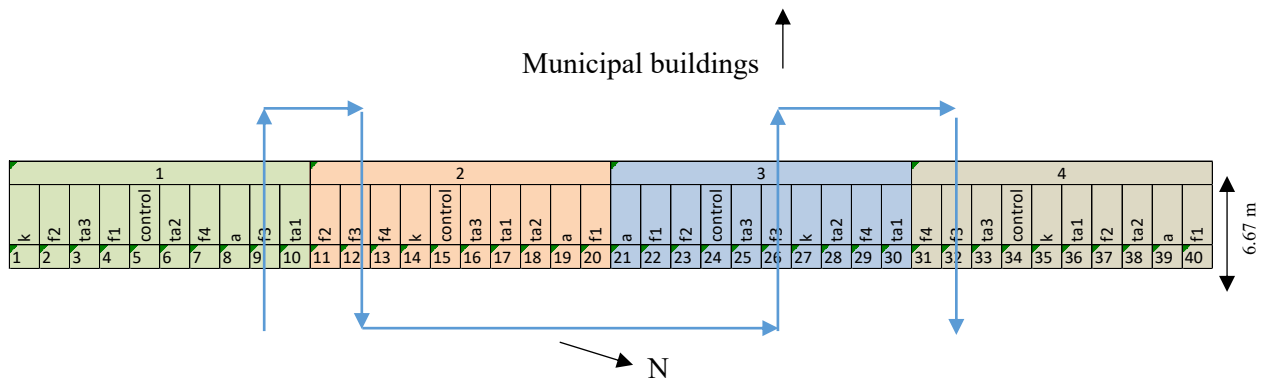 Municipal buildings
1 2 3 4
k f2 ta3 f1 control ta2 f4 a f3 ta1 f2 f3 f4 k control ta3 ta1 ta2 a f1 a f1 f2 control ta3 f3 k ta2 f4 ta1 f4 f3 ta3 control k ta1 f2 ta2 a f1
1 2 3 4 5 6 7 8 9 10 11 12 13 14 15 16 17 18 19 20 21 22 23 24 25 26 27 28 29 30 31 32 33 34 35 36 37 38 39 40
6.67 m
N